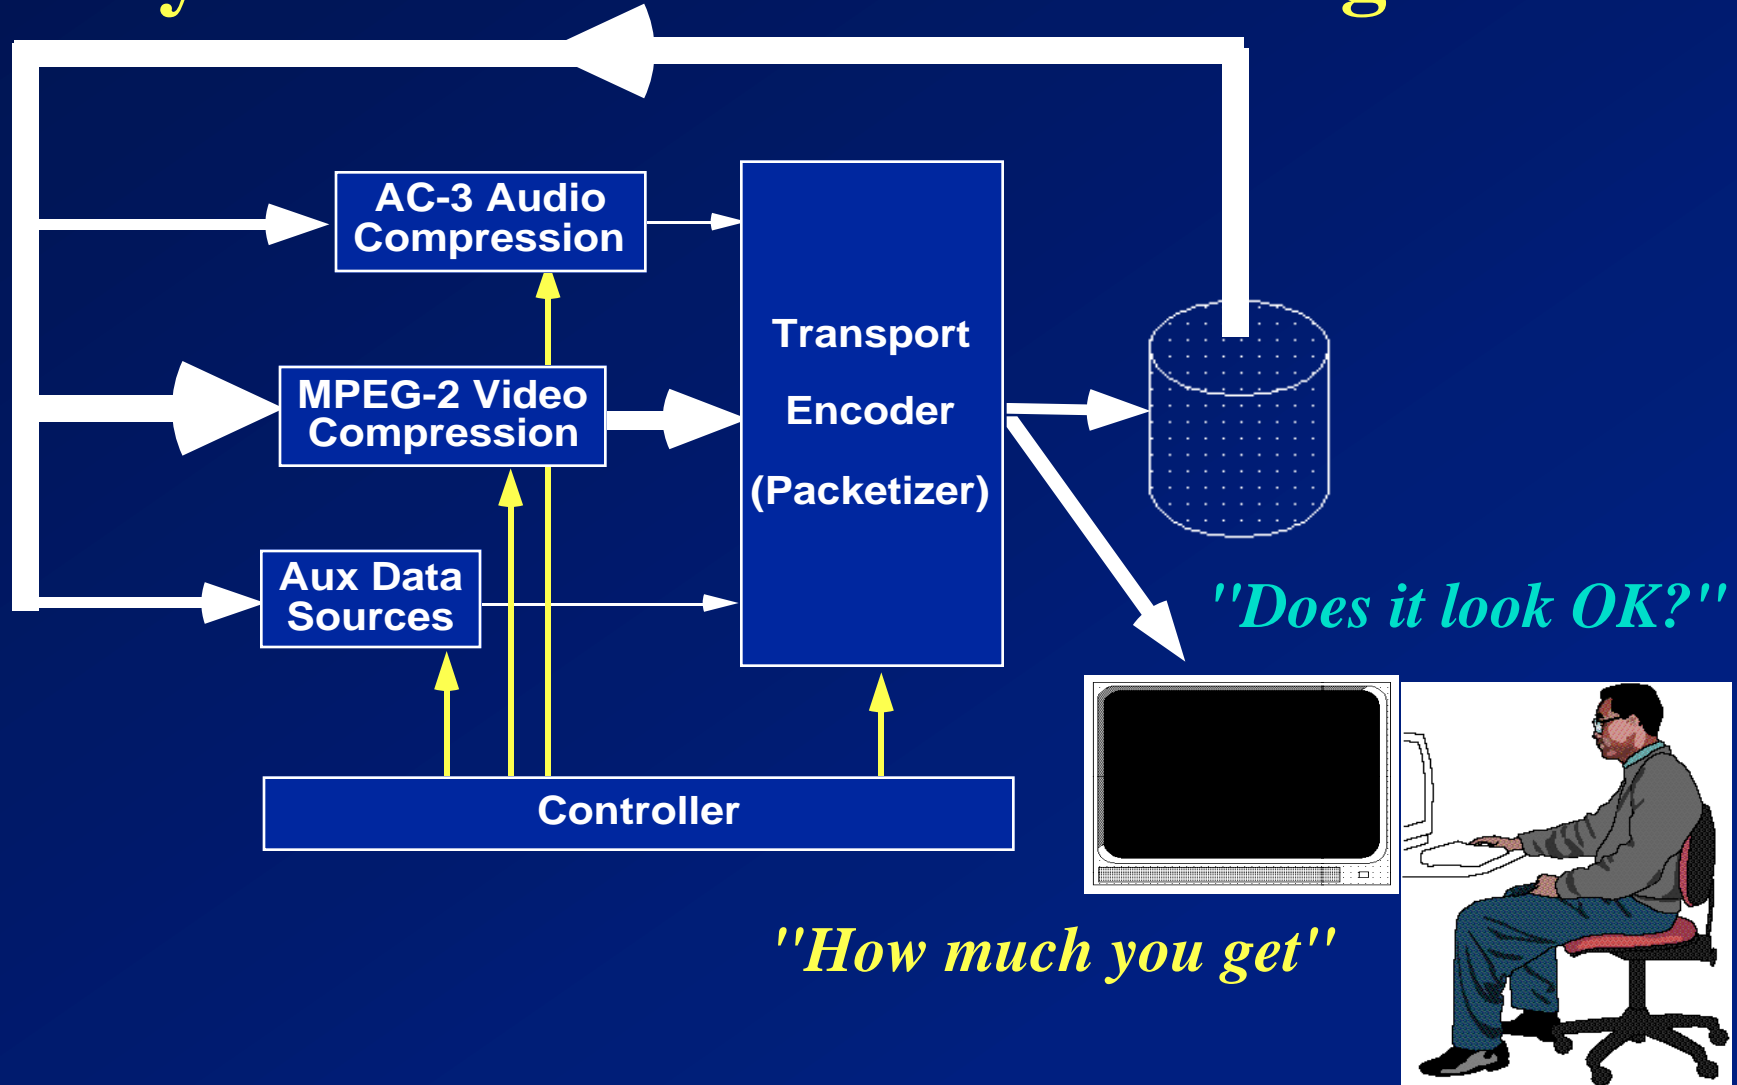 AC-3 Audio
Compression
Transport
Encoder
(Packetizer)
MPEG-2 Video
Compression
Aux Data
Sources
"Does it look OK?"
Controller
"How much you get"